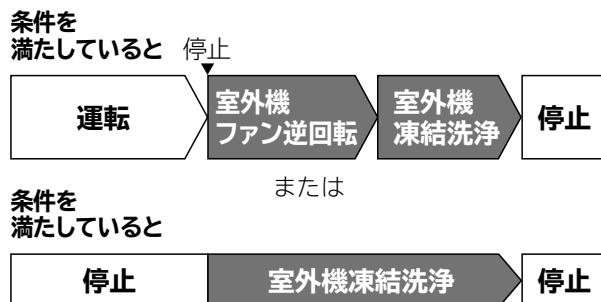 条件を
満たしていると
停止
運転
室外機
ファン逆回転
室外機
凍結洗浄
停止
または
条件を
満たしていると
停止
室外機凍結洗浄
停止